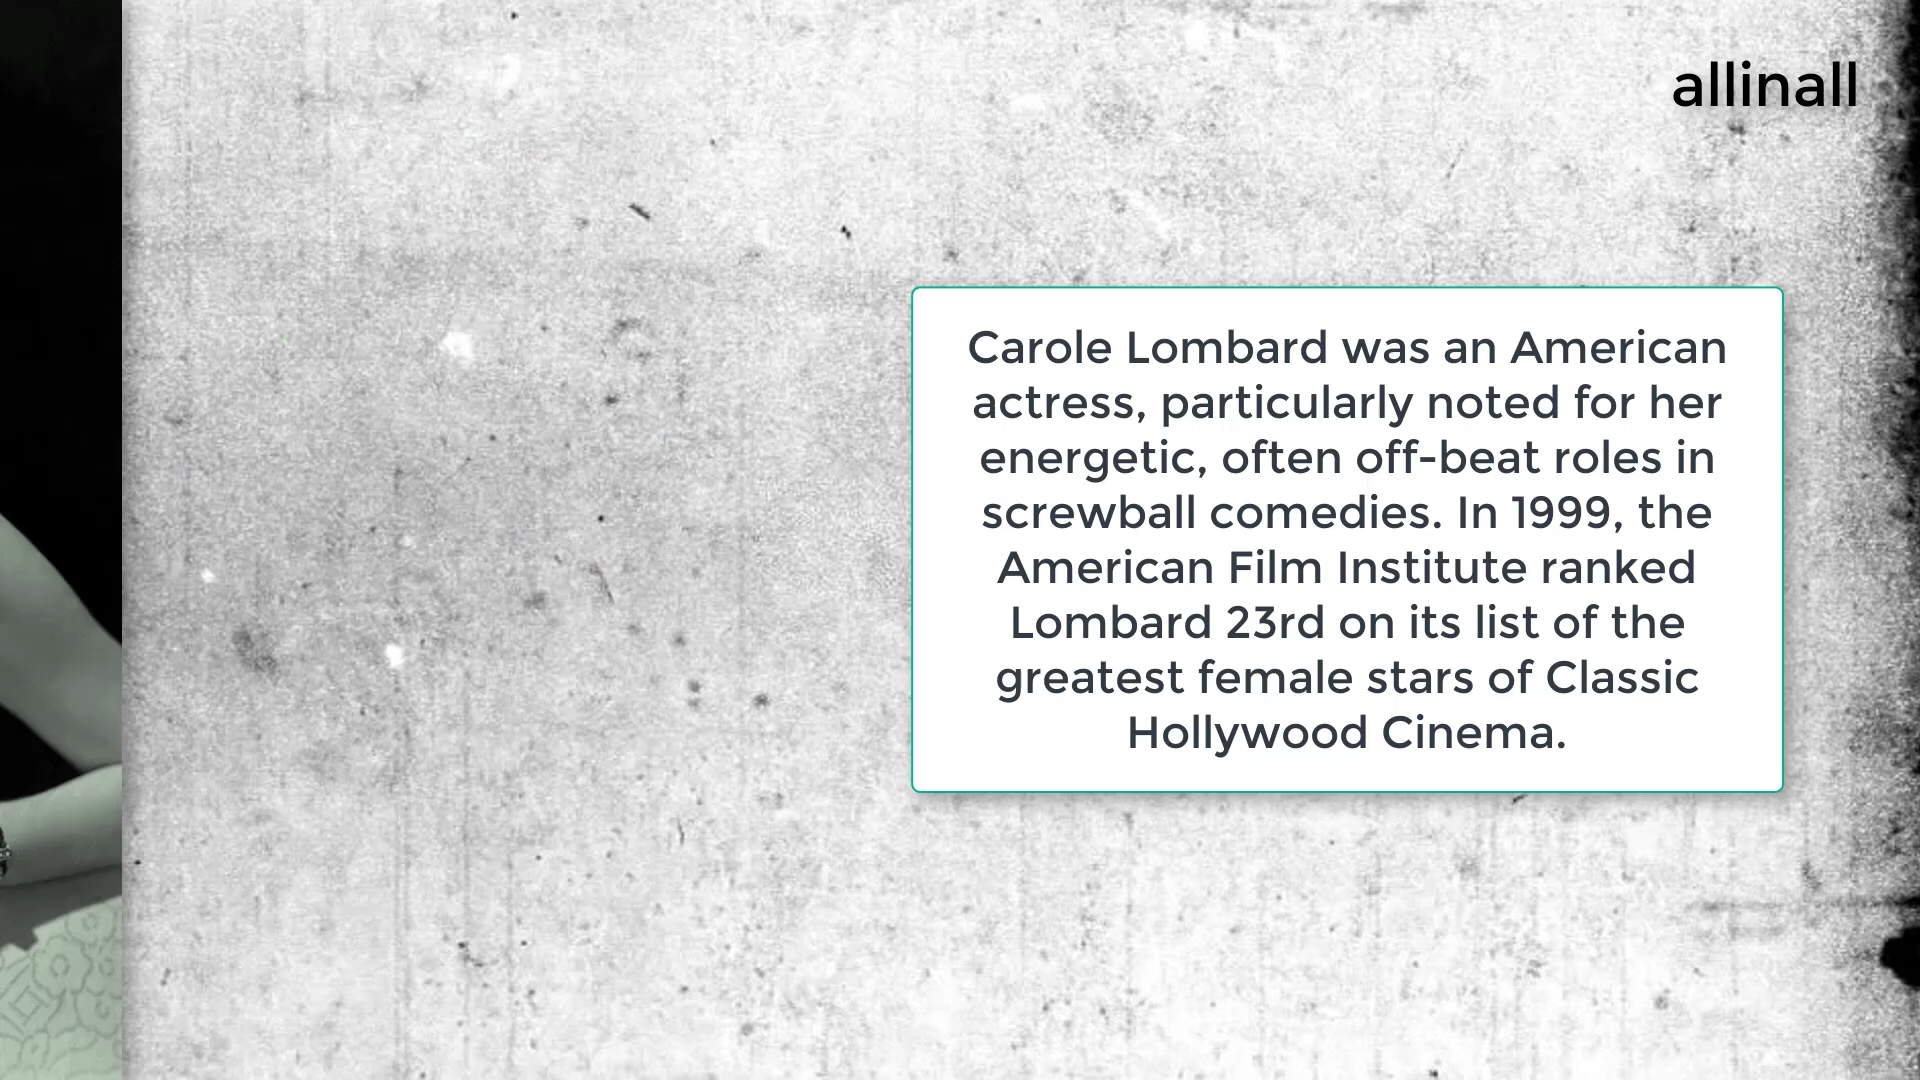 allinall
Carole Lombard was an American
actress, particularly noted for her
energetic, often off-beat roles in
screwball comedies. In 1999, the
American Film Institute ranked
Lombard 23rd on its list of the
greatest female stars of Classic
Hollywood Cinema.